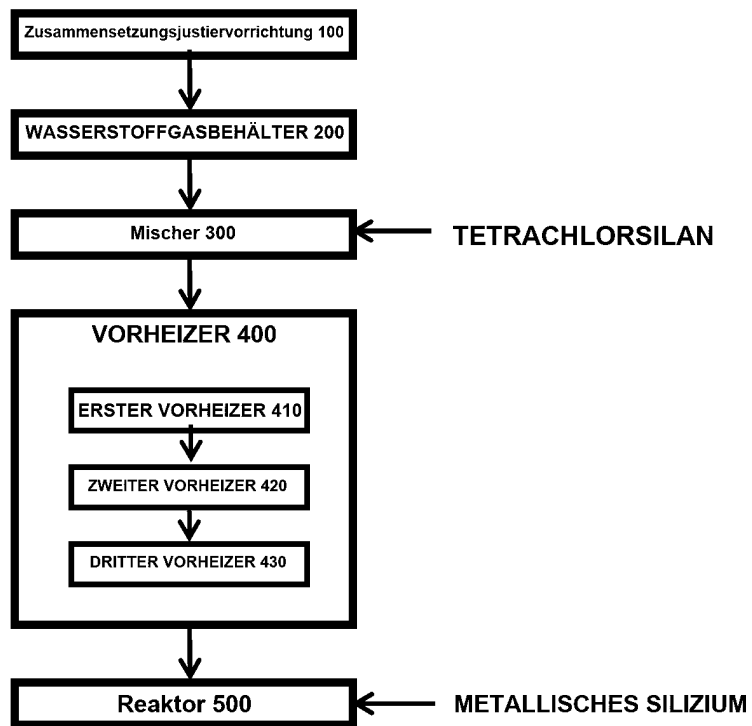 Zusammensetzungsjustiervorrichtung 100
WASSERSTOFFGASBEHÄLTER 200
Mischer 300
TETRACHLORSILAN
VORHEIZER 400
ERSTER VORHEIZER 410
ZWEITER VORHEIZER 420
DRITTER VORHEIZER 430
Reaktor 500
METALLISCHES SILIZIUM